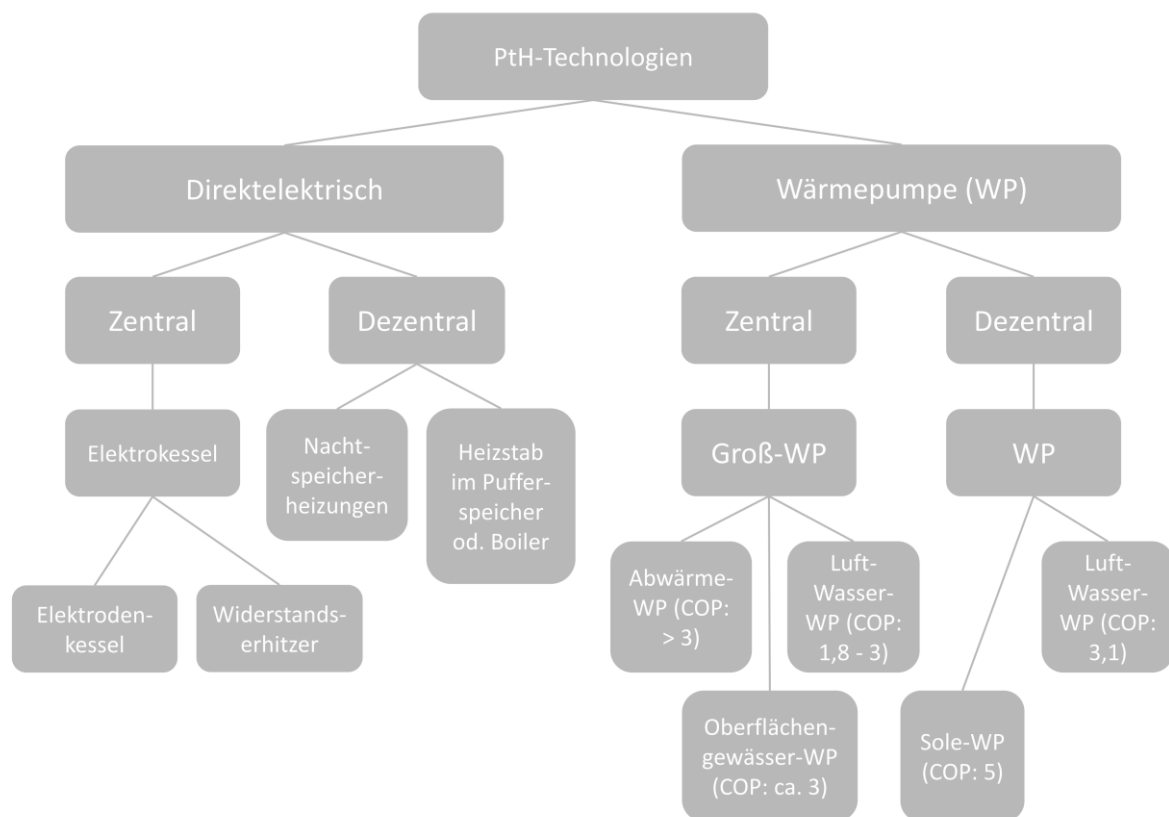 PtH-Technologien
Direktelektrisch
Wärmepumpe (WP)
Zentral
Dezentral
Zentral
Dezentral
Elektrokessel
Nacht-
speicher-
heizungen
Heizstab
im Puffer-
speicher
od. Boiler
Groß-WP
WP
Elektroden-
kessel
Widerstands-
erhitzer
Abwärme-
WP (COP:
> 3)
Luft-
Wasser-
WP (COP:
1,8 - 3)
Luft-
Wasser-
WP (COP:
3,1)
Oberflächen-
gewässer-WP
(COP: ca. 3)
Sole-WP
(COP: 5)